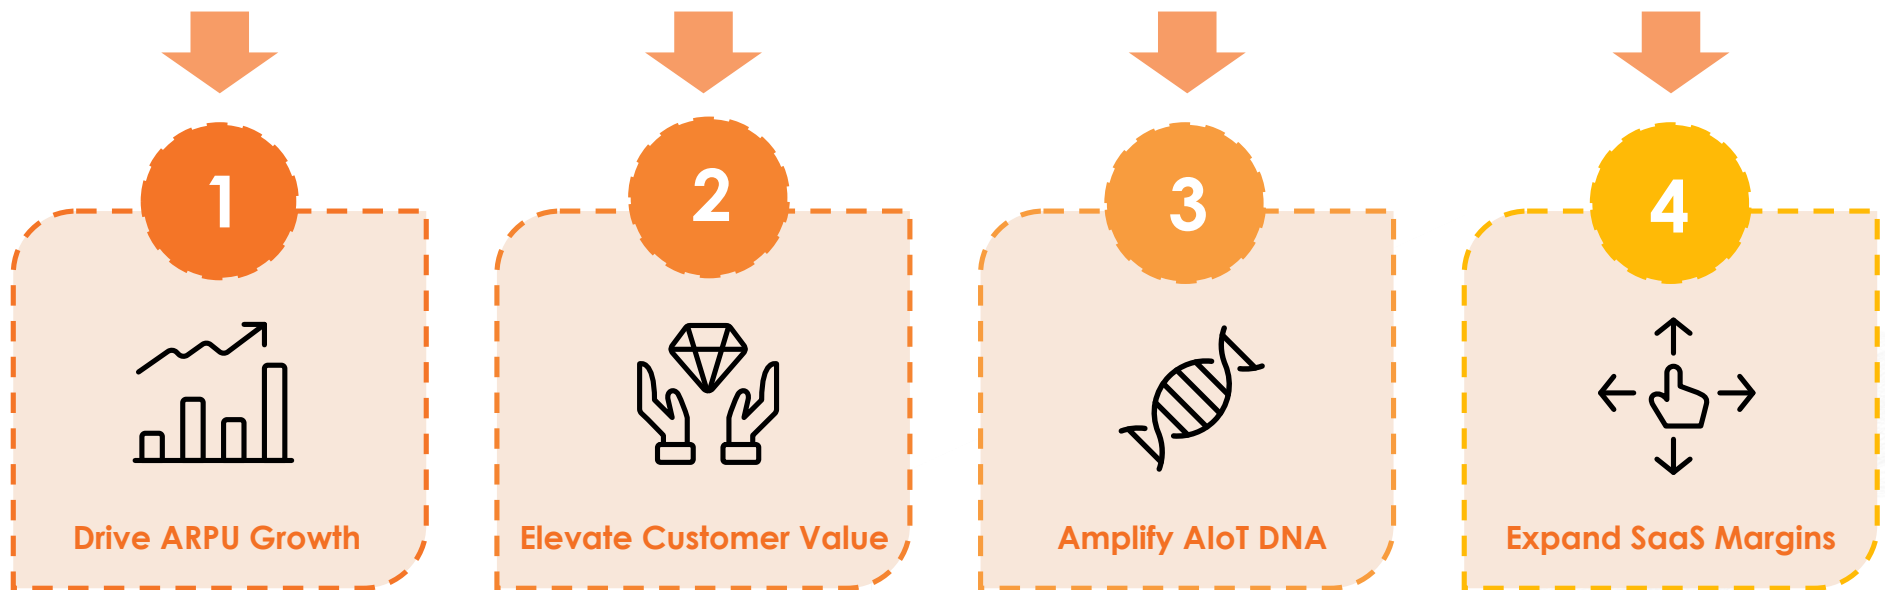 1
2
3
4
Drive ARPU Growth
Elevate Customer Value
Amplify AIoT DNA
Expand SaaS Margins